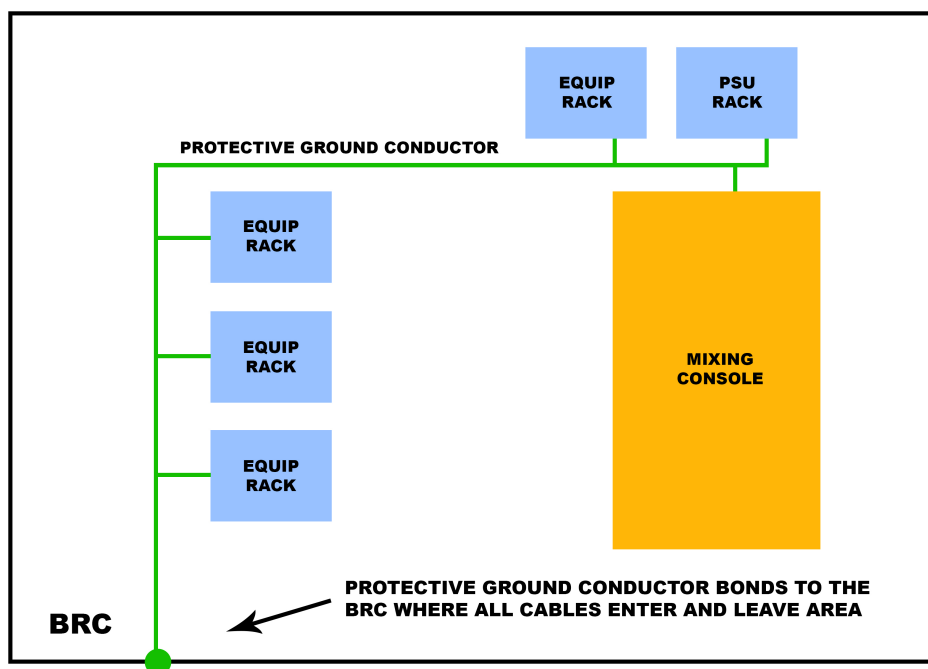 EQUIP
RACK
PSU
RACK
PROTECTIVE GROUND CONDUCTOR
EQUIP
RACK
EQUIP
RACK
MIXING
CONSOLE
EQUIP
RACK
PROTECTIVE GROUND CONDUCTOR BONDS TO THE
BRC WHERE ALL CABLES ENTER AND LEAVE AREA
BRC